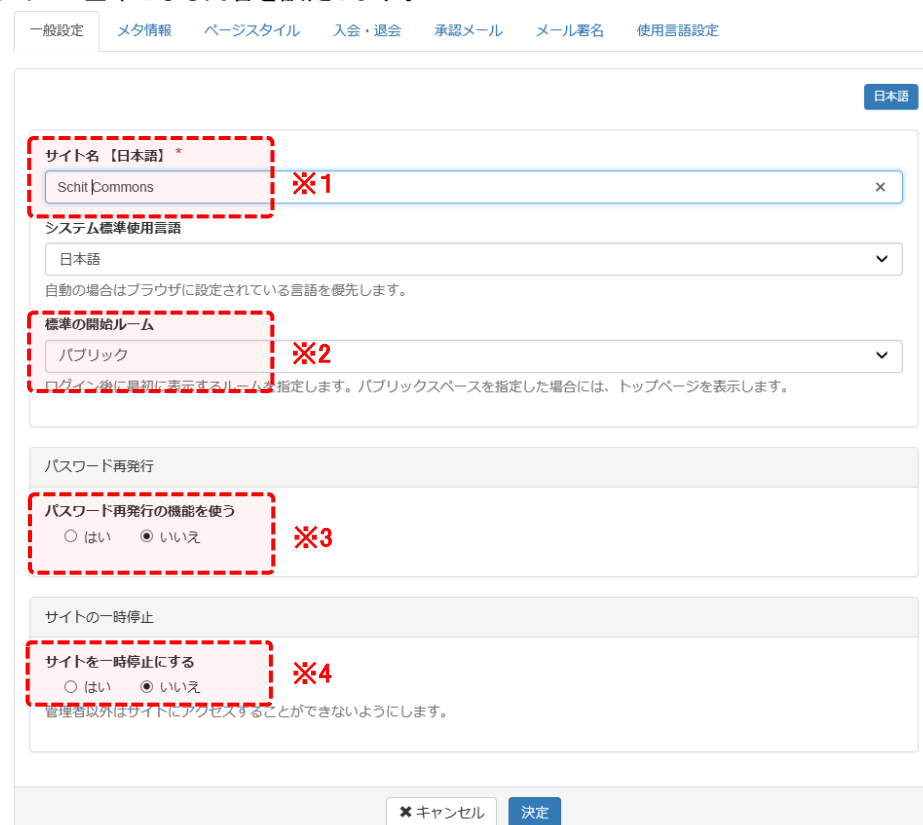 一般設定 メタ情報 ページスタイル 入会・退会 承認メール メール署名 使用言語設定
日本語
サイト名 【日本語】 *
Schit Commons ×
※1
システム標準使用言語
日本語
自動の場合はブラウザに設定されている言語を優先します。
標準の開始ルーム
パブリック
※2
ログイン後に最初に表示するルームを指定します。パブリックスペースを指定した場合には、トップページを表示します。
パスワード再発行
パスワード再発行の機能を使う
はい いいえ
※3
サイトの一時停止
サイトを一時停止にする
はい いいえ
※4
管理者以外はサイトにアクセスすることができないようにします。
✖キャンセル 決定